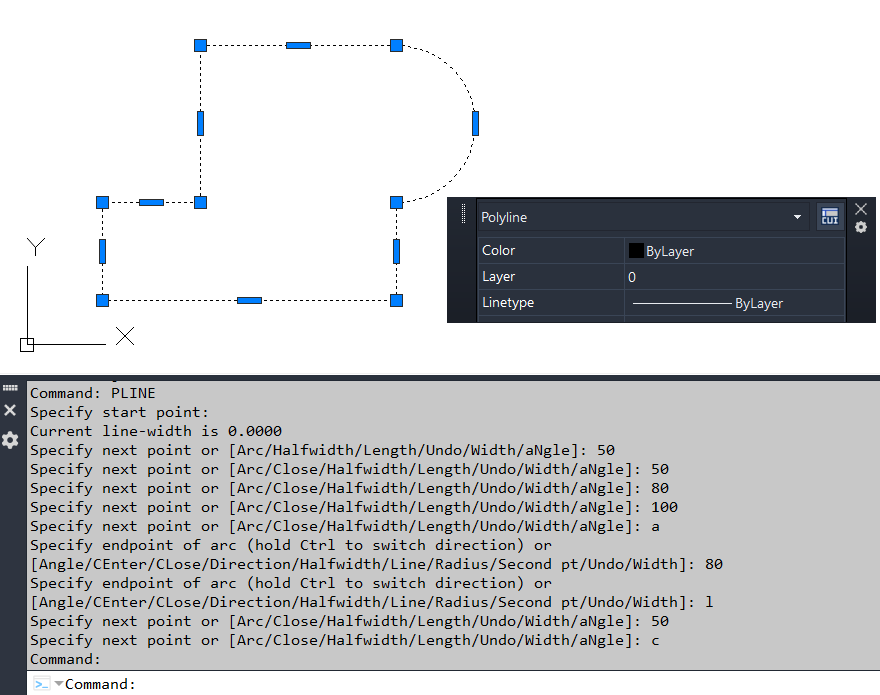 Y
X
Polyline
CUI
Color ByLayer
Layer 0
Linetype ByLayer
Command: PLINE
Specify start point:
Current line-width is 0.0000
Specify next point or [Arc/Halfwidth/Length/Undo/Width/aNgle]: 50
Specify next point or [Arc/Close/Halfwidth/Length/Undo/Width/aNgle]: 50
Specify next point or [Arc/Close/Halfwidth/Length/Undo/Width/aNgle]: 80
Specify next point or [Arc/Close/Halfwidth/Length/Undo/Width/aNgle]: 100
Specify next point or [Arc/Close/Halfwidth/Length/Undo/Width/aNgle]: a
Specify endpoint of arc (hold Ctrl to switch direction) or
[Angle/CEnter/CLose/Direction/Halfwidth/Line/Radius/Second pt/Undo/Width]: 80
Specify endpoint of arc (hold Ctrl to switch direction) or
[Angle/CEnter/CLose/Direction/Halfwidth/Line/Radius/Second pt/Undo/Width]: l
Specify next point or [Arc/Close/Halfwidth/Length/Undo/Width/aNgle]: 50
Specify next point or [Arc/Close/Halfwidth/Length/Undo/Width/aNgle]: c
Command:
Command: